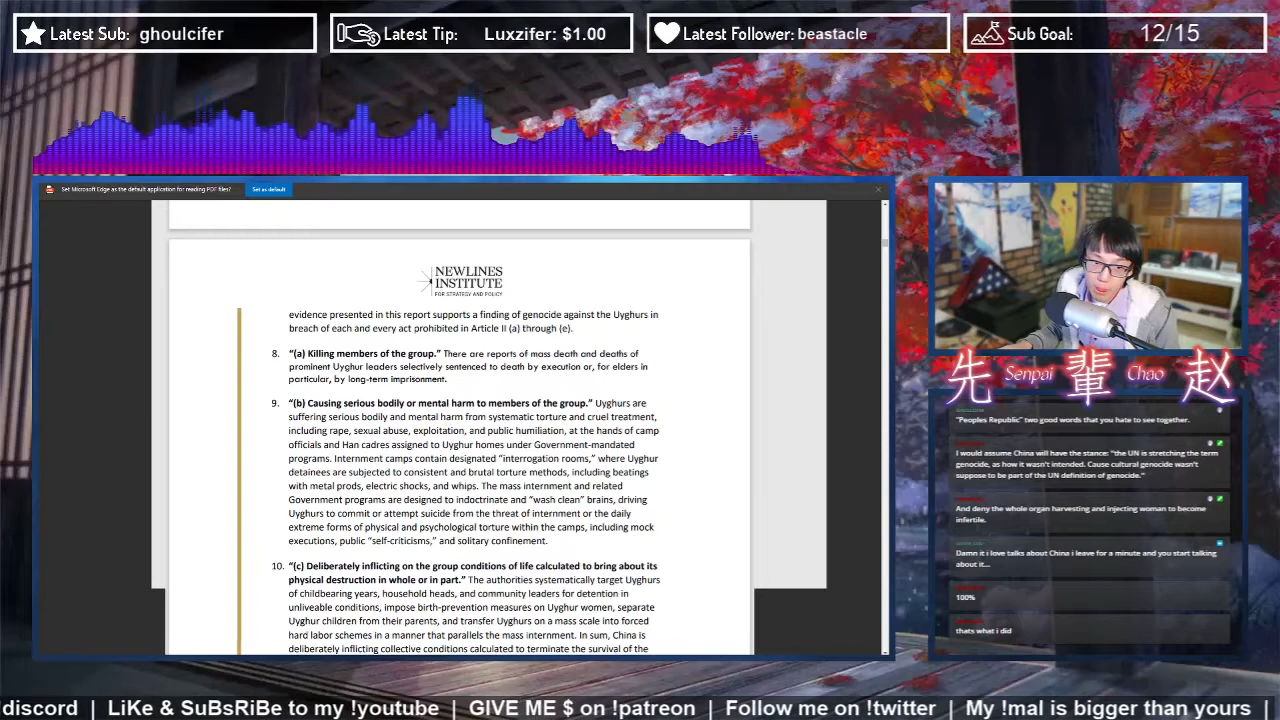 Latest Sub: ghoulcifer
Latest Tip: Luxzifer: $1.00
Latest Follower: beastacle
Sub Goal: 12/15
Set Microsoft Edge as the default application for reading PDF files? Set as default
NEWLINES
INSTITUTE
FOR STRATEGY AND POLICY
evidence presented in this report supports a finding of genocide against the Uyghurs in
breach of each and every act prohibited in Article II (a) through (e).
8. "(a) Killing members of the group." There are reports of mass death and deaths of
prominent Uyghur leaders selectively sentenced to death by execution or, for elders in
particular, by long-term imprisonment.
9. "(b) Causing serious bodily or mental harm to members of the group." Uyghurs are
suffering serious bodily and mental harm from systematic torture and cruel treatment,
including rape, sexual abuse, exploitation, and public humiliation, at the hands of camp
officials and Han cadres assigned to Uyghur homes under Government-mandated
programs. Internment camps contain designated "interrogation rooms," where Uyghur
detainees are subjected to consistent and brutal torture methods, including beatings
with metal prods, electric shocks, and whips. The mass internment and related
Government programs are designed to indoctrinate and "wash clean" brains, driving
Uyghurs to commit or attempt suicide from the threat of internment or the daily
extreme forms of physical and psychological torture within the camps, including mock
executions, public "self-criticisms," and solitary confinement.
10. "(c) Deliberately inflicting on the group conditions of life calculated to bring about its
physical destruction in whole or in part." The authorities systematically target Uyghurs
of childbearing years, household heads, and community leaders for detention in
unliveable conditions, impose birth-prevention measures on Uyghur women, separate
Uyghur children from their parents, and transfer Uyghurs on a mass scale into forced
hard labor schemes in a manner that parallels the mass internment. In sum, China is
deliberately inflicting collective conditions calculated to terminate the survival of the
先 Senpai 輩 Chao 赵
"Peoples Republic" two good words that you hate to see together.
I would assume China will have the stance: "the UN is stretching the term
genocide, as how it wasn't intended. Cause cultural genocide wasn't
suppose to be part of the UN definition of genocide."
And deny the whole organ harvesting and injecting woman to become
infertile.
Damn it i love talks about China i leave for a minute and you start talking
about it...
100%
thats what i did
discord | LiKe & SuBsRiBe to my !youtube | GIVE ME $ on !patreon | Follow me on !twitter | My !mal is bigger than yours |